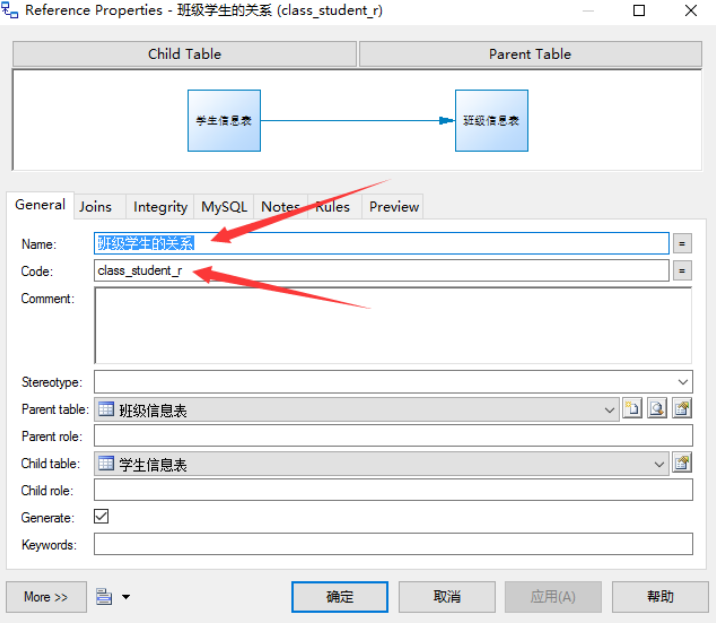 Reference Properties - 班级学生的关系 (class_student_r)
Child Table Parent Table
学生信息表 班级信息表
General Joins Integrity MySQL Notes Rules Preview
Name: 班级学生的关系 =
Code: class_student_r =
Comment:
Stereotype:
Parent table: 班级信息表
Parent role:
Child table: 学生信息表
Child role:
Generate:
Keywords:
More >> 确定 取消 应用(A) 帮助